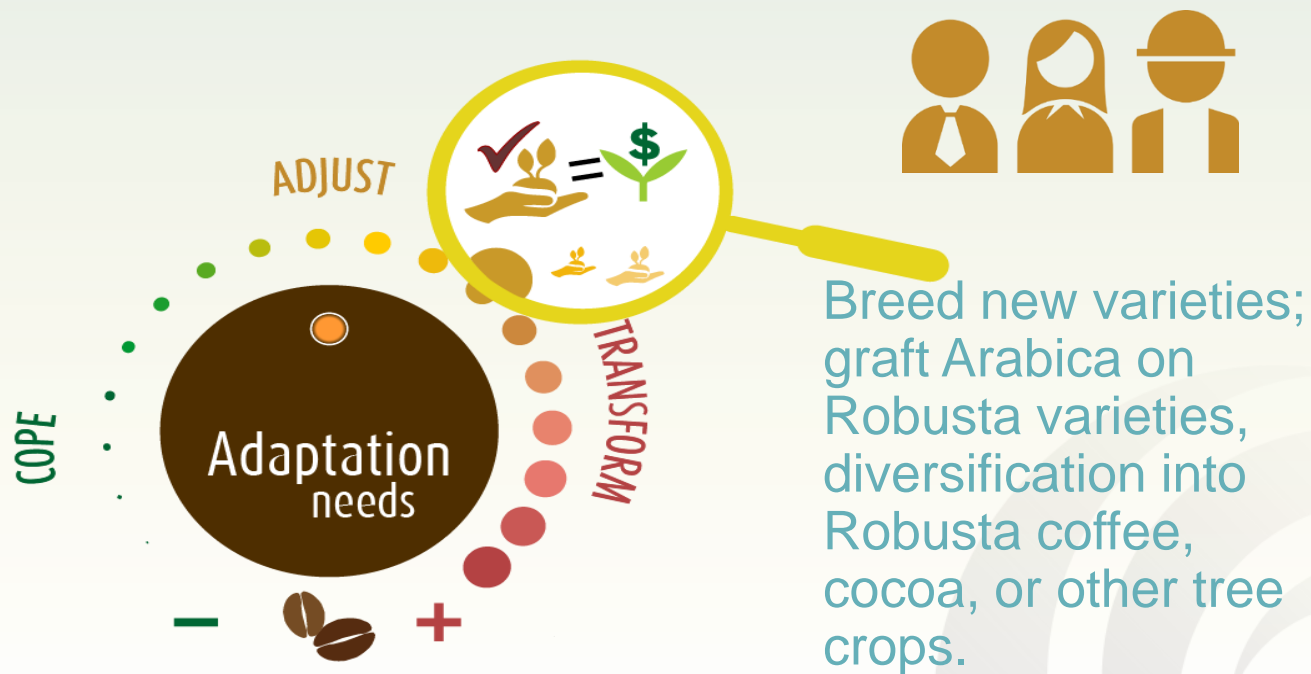 ADJUST
$
=
COPE
TRANSFORM
Adaptation
needs
− +
Breed new varieties;
graft Arabica on
Robusta varieties,
diversification into
Robusta coffee,
cocoa, or other tree
crops.